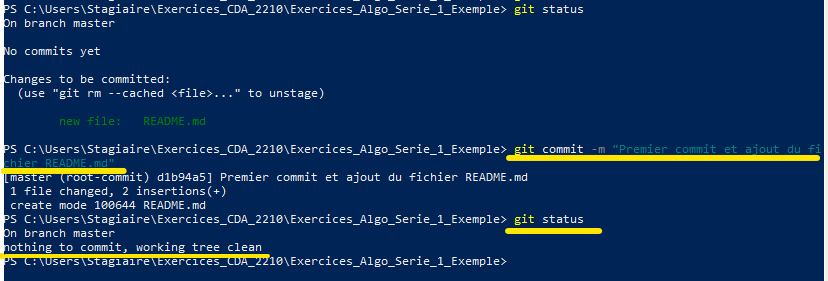 PS C:\Users\Stagiaire\Exercices_CDA_2210\Exercices_Algo_Serie_1_Exemple> git status
On branch master
No commits yet
Changes to be committed:
(use "git rm --cached <file>..." to unstage)
new file:   README.md
PS C:\Users\Stagiaire\Exercices_CDA_2210\Exercices_Algo_Serie_1_Exemple> git commit -m "Premier commit et ajout du fi
chier README.md"
[master (root-commit) d1b94a5] Premier commit et ajout du fichier README.md
1 file changed, 2 insertions(+)
create mode 100644 README.md
PS C:\Users\Stagiaire\Exercices_CDA_2210\Exercices_Algo_Serie_1_Exemple> git status
On branch master
nothing to commit, working tree clean
PS C:\Users\Stagiaire\Exercices_CDA_2210\Exercices_Algo_Serie_1_Exemple>